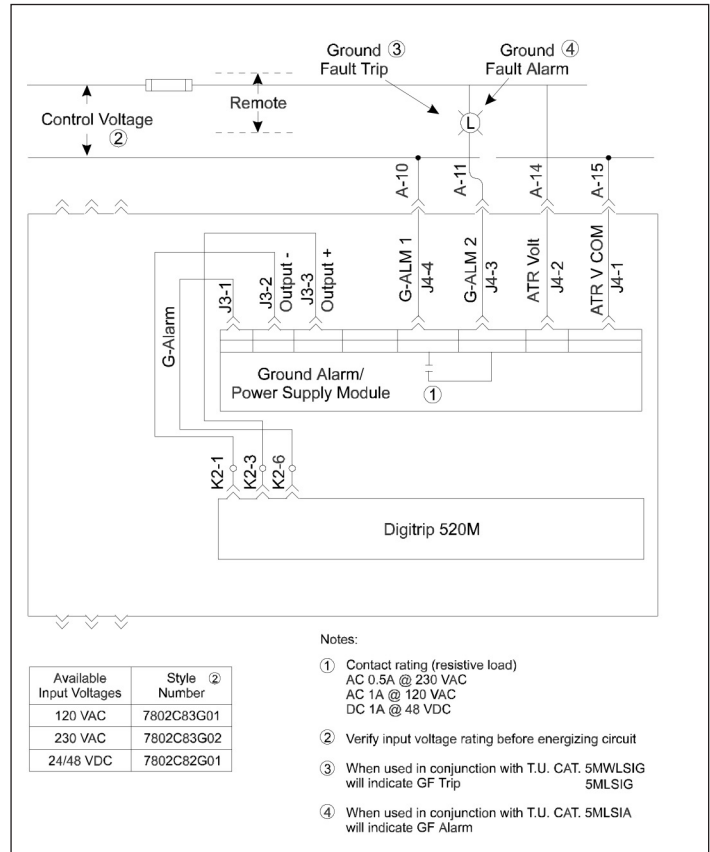 Ground ③
Fault Trip
Ground ④
Fault Alarm
Remote
Control Voltage
②
L
A-10
A-11
A-14
A-15
J3-1
J3-2
Output -
J3-3
Output +
G-ALM 1
J4-4
G-ALM 2
J4-3
ATR Volt
J4-2
ATR V COM
J4-1
G-Alarm
Ground Alarm/
Power Supply Module
①
K2-1
K2-3
K2-6
Digitrip 520M
Available
Input Voltages
Style ②
Number
120 VAC 7802C83G01
230 VAC 7802C83G02
24/48 VDC 7802C82G01
Notes:
① Contact rating (resistive load)
AC 0.5A @ 230 VAC
AC 1A @ 120 VAC
DC 1A @ 48 VDC
② Verify input voltage rating before energizing circuit
③ When used in conjunction with T.U. CAT. 5MWLSIG
will indicate GF Trip 5MLSIG
④ When used in conjunction with T.U. CAT. 5MLSIA
will indicate GF Alarm